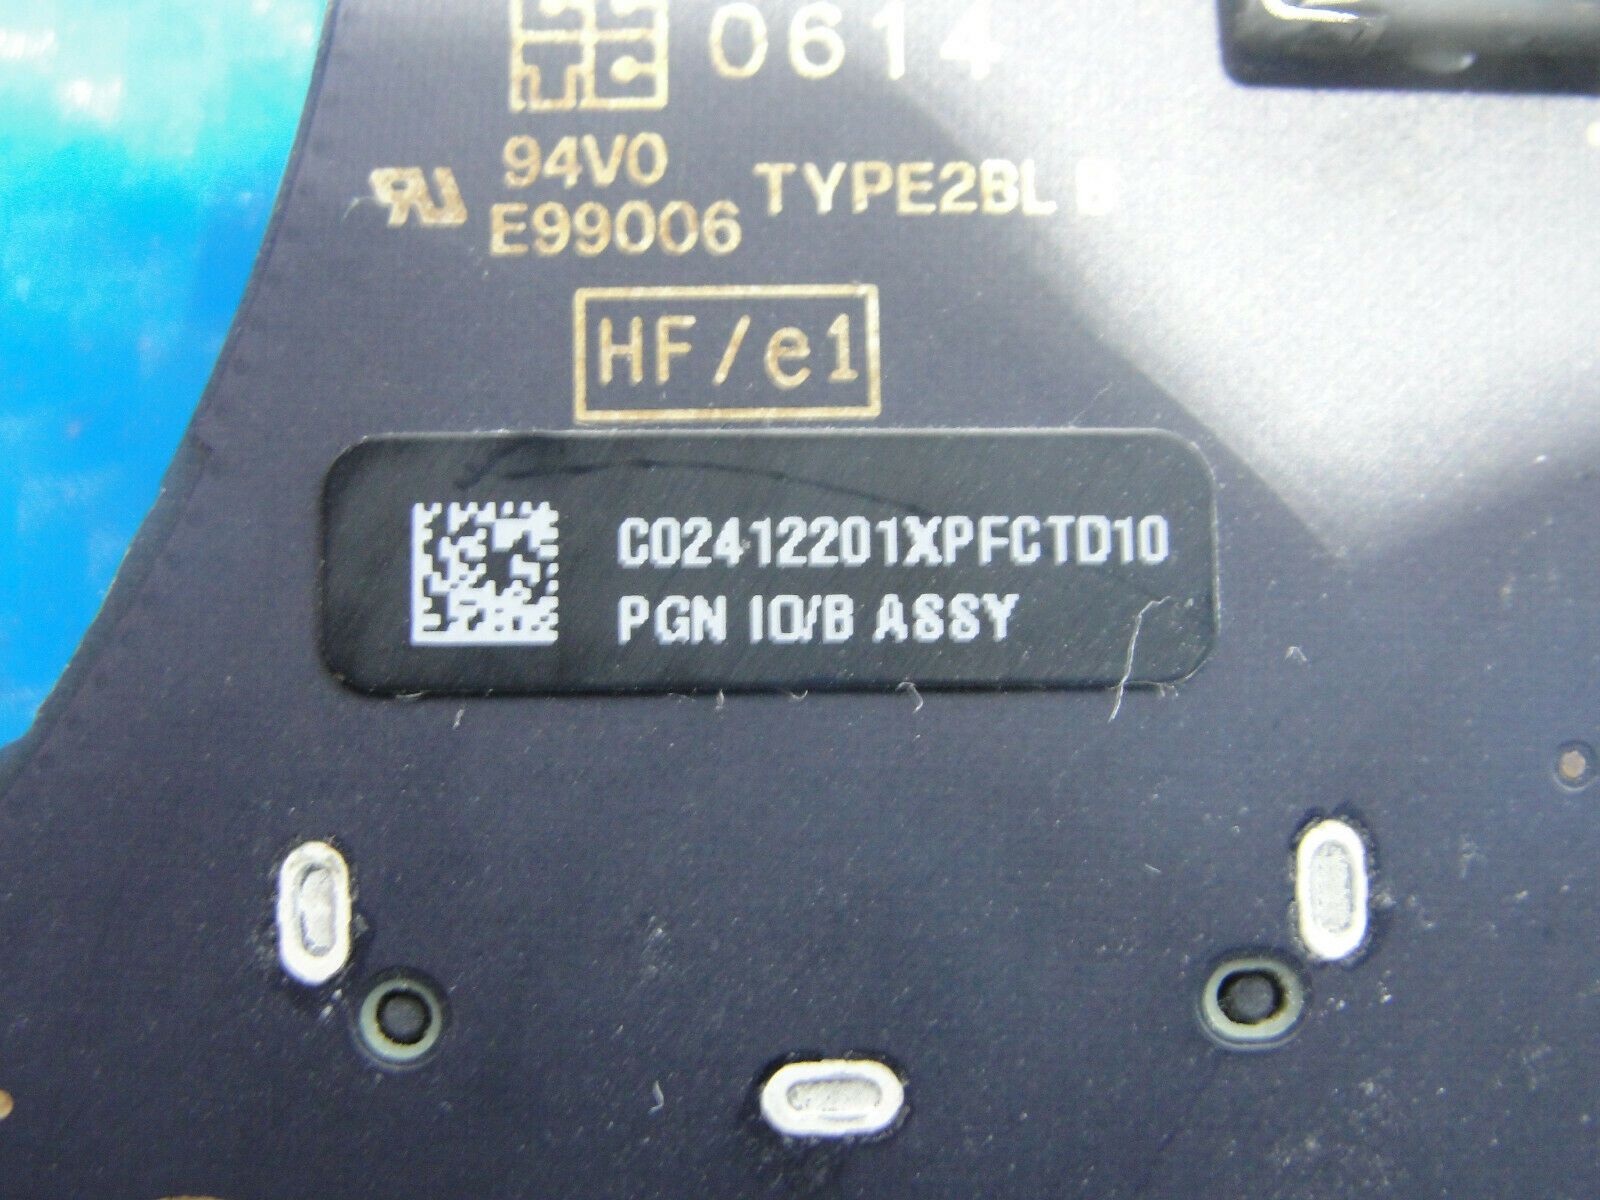 0614
94V0
E99006
TYPE2BL B
HF/e1
C02412201XPFCTD10
PGN IO/B ASSY